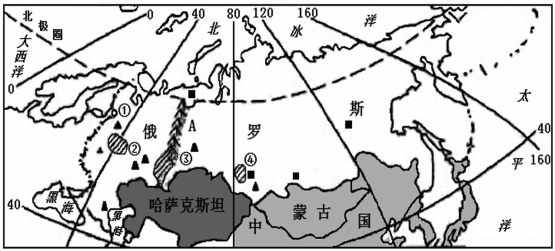 0 40 80 120 160
北极圈
北冰洋
大西洋
0
① 俄 A 罗 斯
太平洋
②
③ ④
40
160
黑海
40
里海
哈萨克斯坦
蒙古
中国